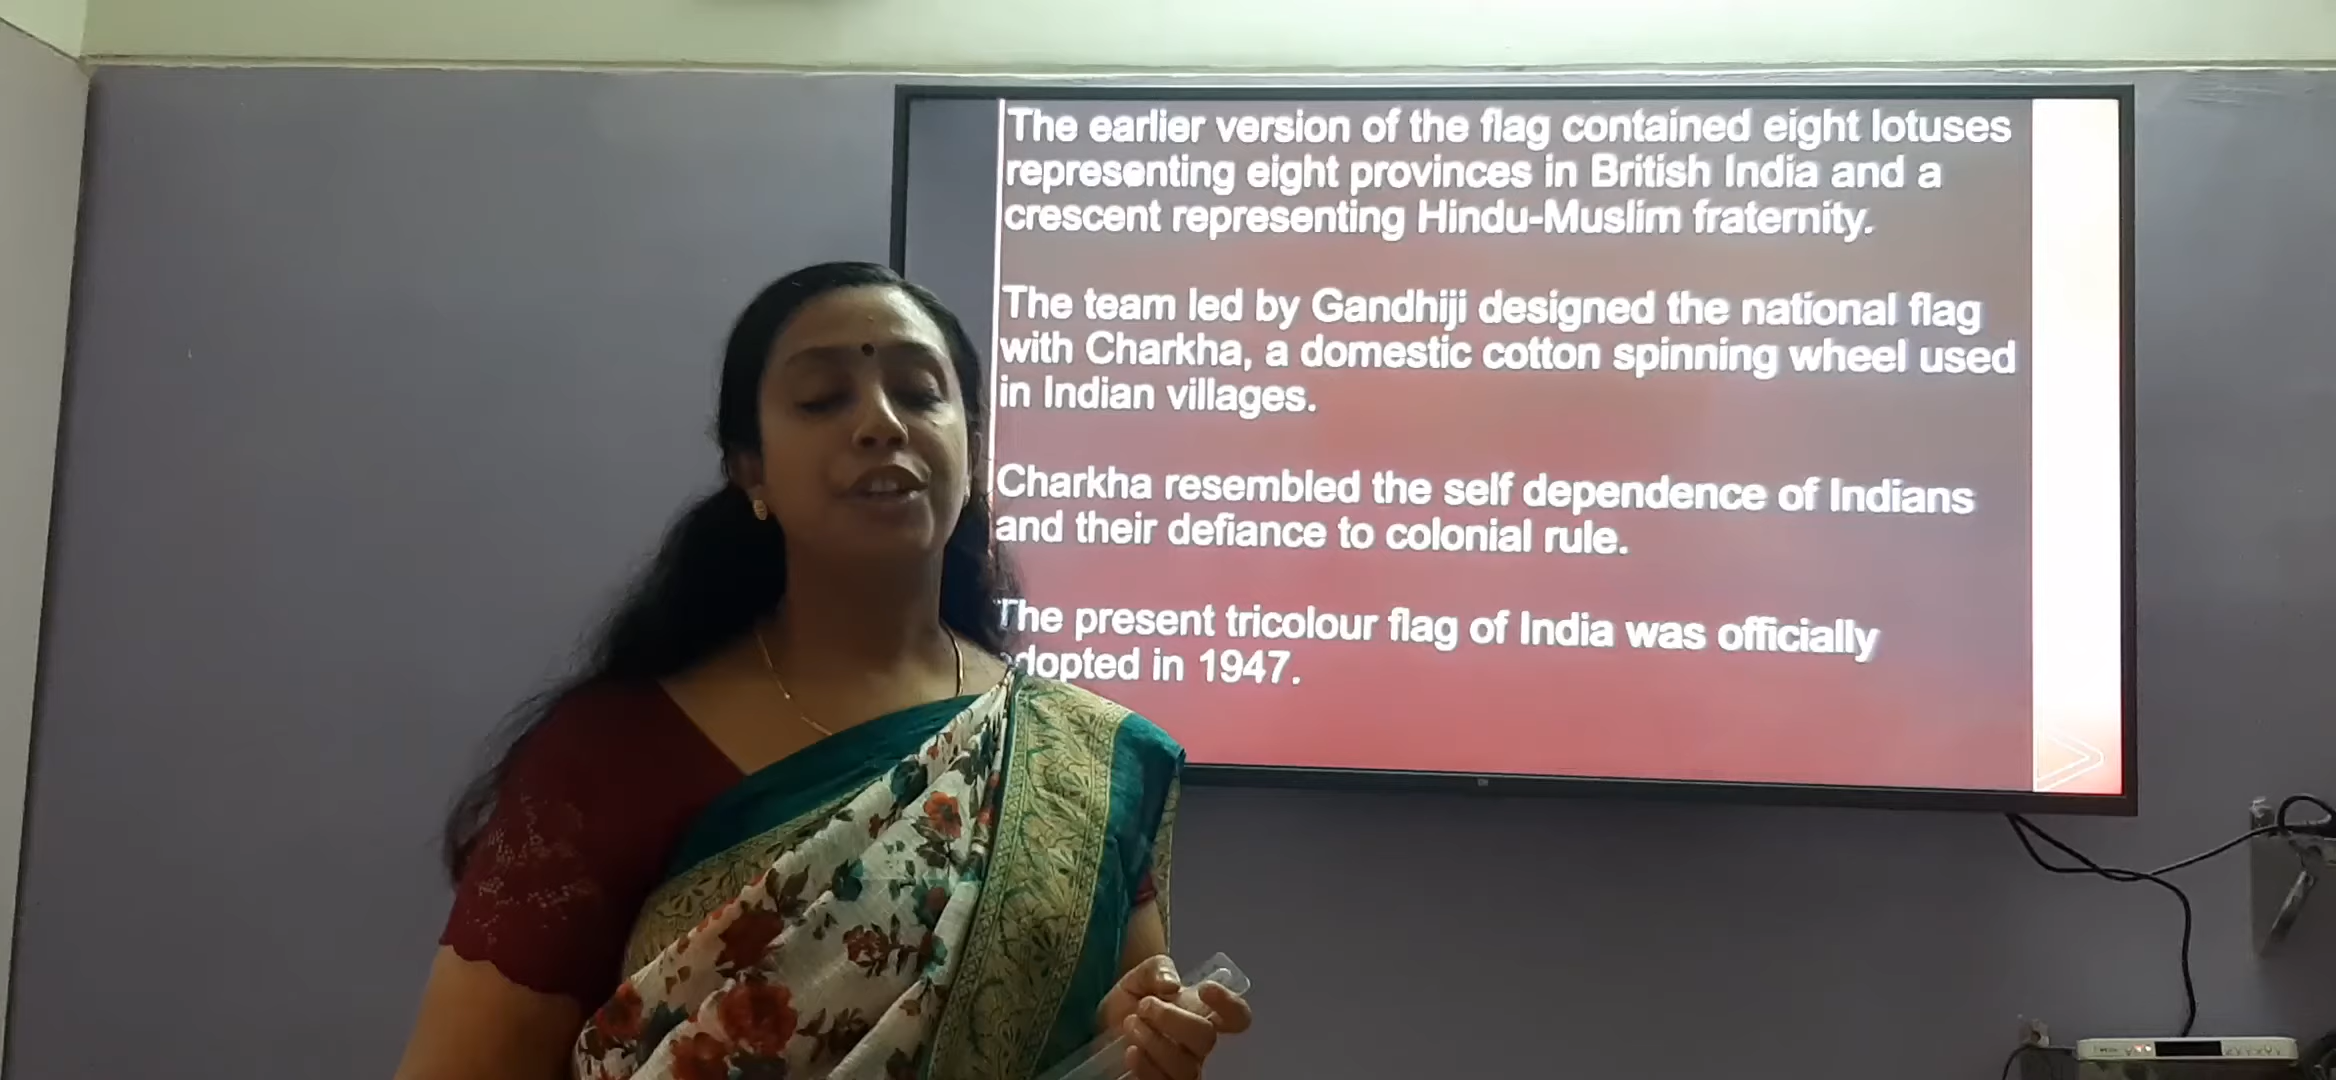 The earlier version of the flag contained eight lotuses
representing eight provinces in British India and a
crescent representing Hindu-Muslim fraternity.
The team led by Gandhiji designed the national flag
with Charkha, a domestic cotton spinning wheel used
in Indian villages.
Charkha resembled the self dependence of Indians
and their defiance to colonial rule.
The present tricolour flag of India was officially
adopted in 1947.